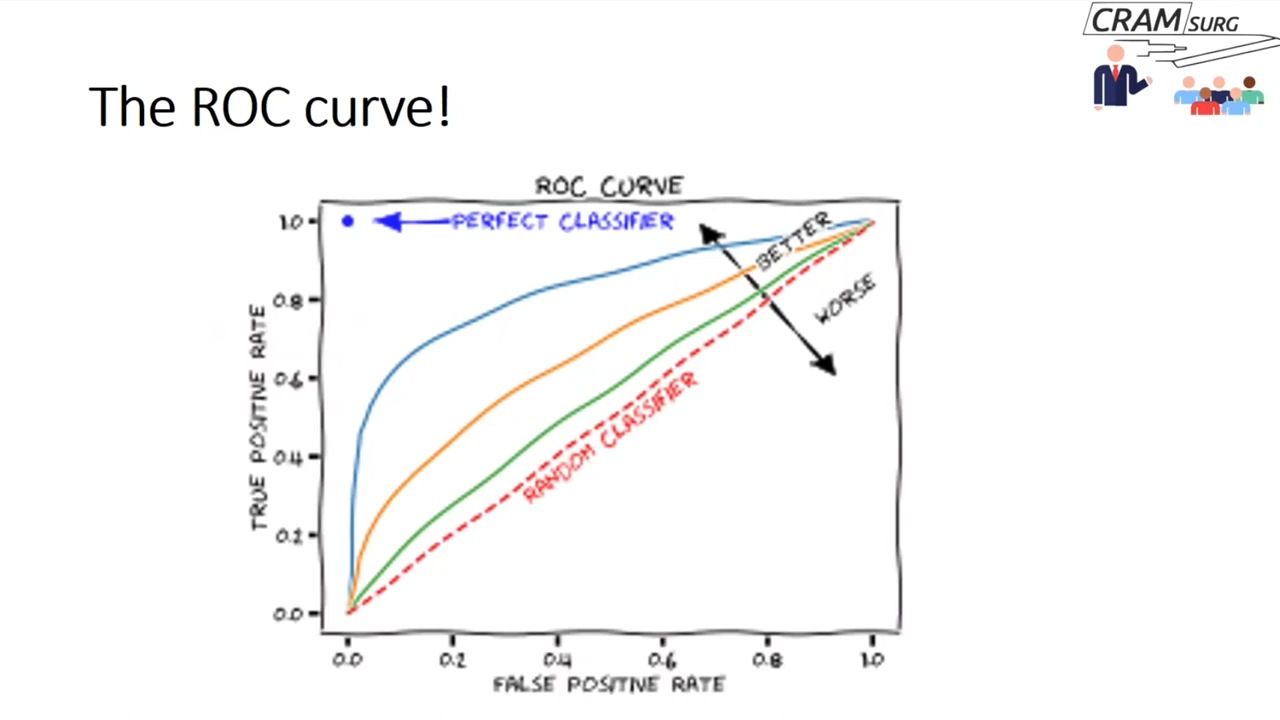 CRAM SURG
The ROC curve!
ROC CURVE
PERFECT CLASSIFIER
BETTER
WORSE
RANDOM CLASSIFIER
TRUE POSITIVE RATE
1.0
0.8
0.6
0.4
0.2
0.0
0.0 0.2 0.4 0.6 0.8 1.0
FALSE POSITIVE RATE